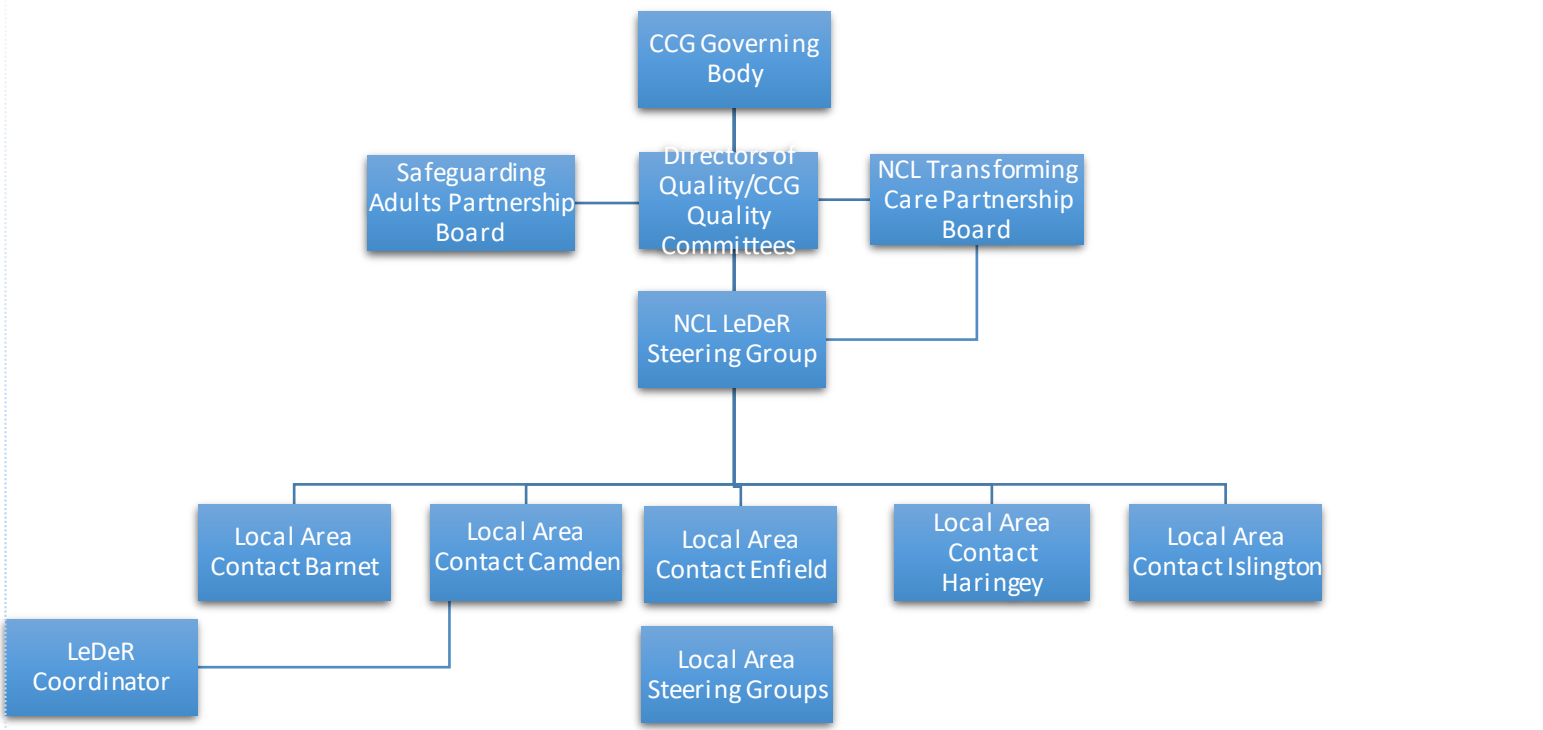 CCG Governing
Body
Safeguarding
Adults Partnership
Board
Directors of
Quality/CCG
Quality
Committees
NCL Transforming
Care Partnership
Board
NCL LeDeR
Steering Group
Local Area
Contact Barnet
Local Area
Contact Camden
Local Area
Contact Enfield
Local Area
Contact
Haringey
Local Area
Contact Islington
LeDeR
Coordinator
Local Area
Steering Groups